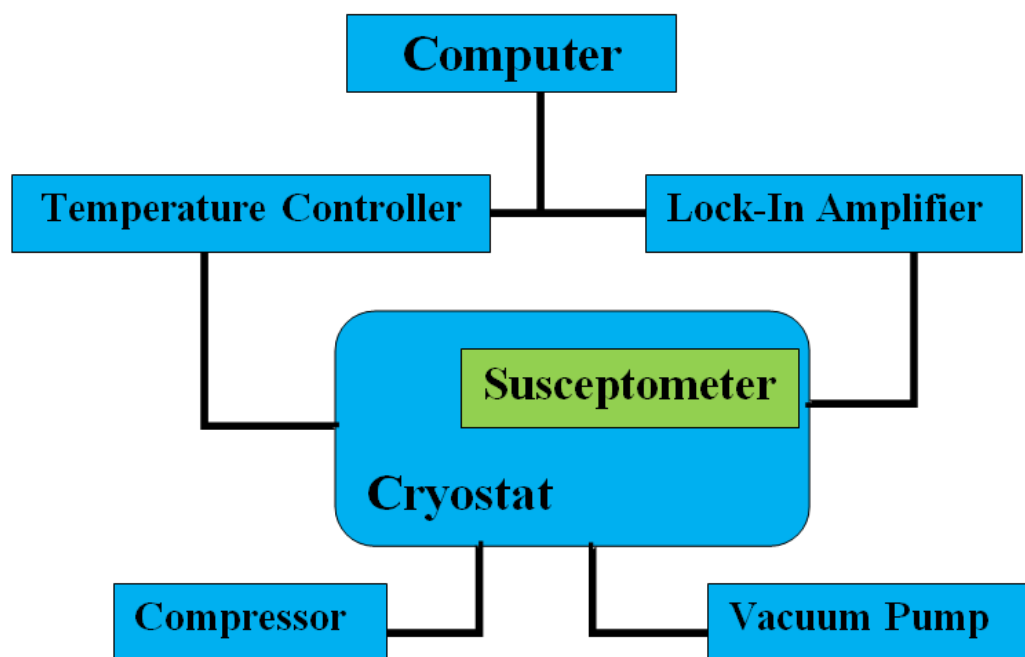 Computer
Temperature Controller
Lock-In Amplifier
Susceptometer
Cryostat
Compressor
Vacuum Pump